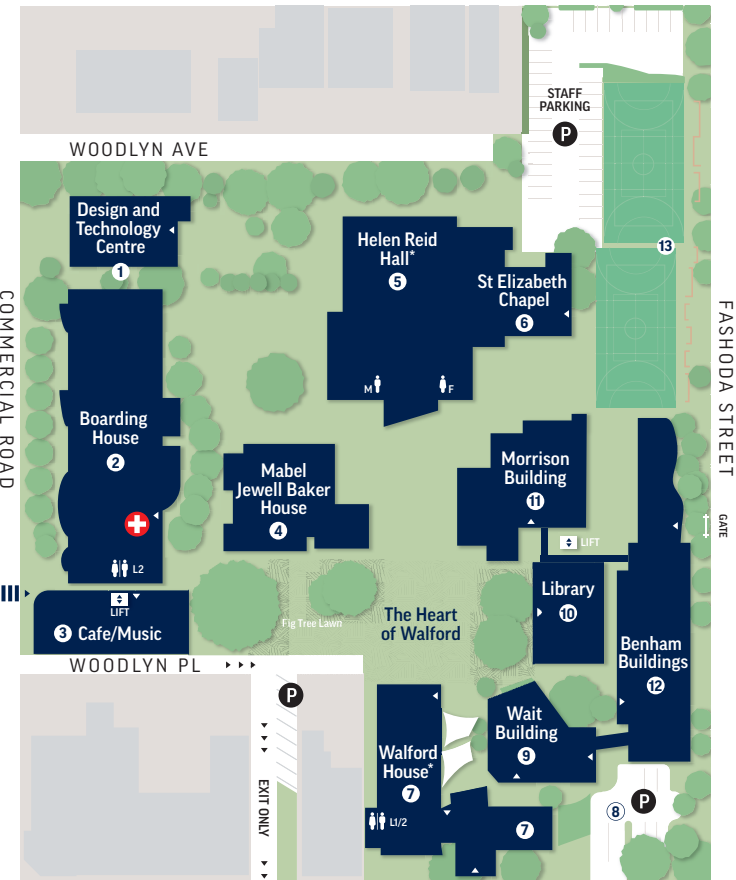 STAFF
PARKING
P
WOODLYN AVE
Design and
Technology
Centre
1
Helen Reid
Hall*
5
St Elizabeth
Chapel
6
13
COMMERCIAL ROAD
FASHODA STREET
M
F
Boarding
House
2
L2
Mabel
Jewell Baker
House
4
Morrison
Building
11
LIFT
GATE
LIFT
3 Cafe/Music
Fig Tree Lawn
The Heart
of Walford
Library
10
Benham
Buildings
12
WOODLYN PL
P
EXIT ONLY
Walford
House*
7
L1/2
Wait
Building
9
7
8 P